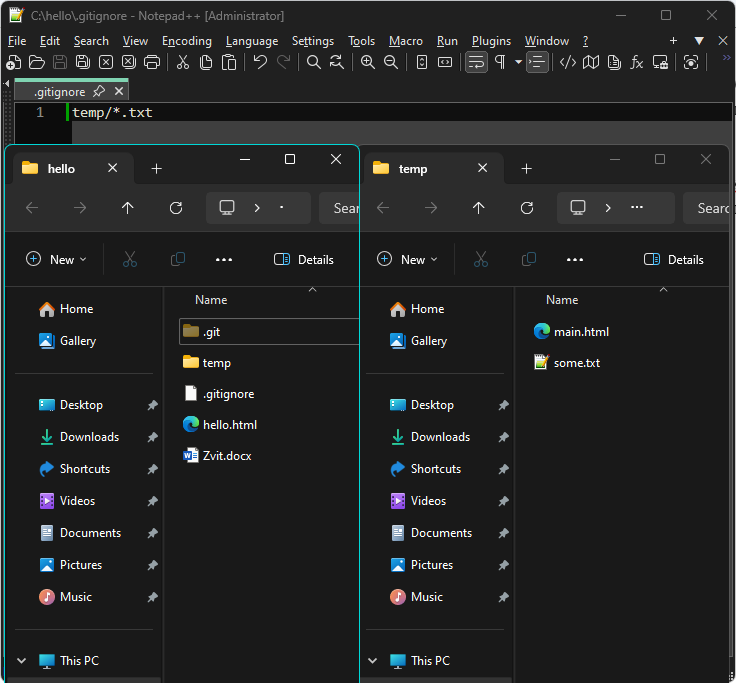 C:\hello\.gitignore - Notepad++ [Administrator]
File Edit Search View Encoding Language Settings Tools Macro Run Plugins Window ?
.gitignore
1 temp/*.txt
hello
Sear
New
Details
Home
Gallery
Desktop
Downloads
Shortcuts
Videos
Documents
Pictures
Music
This PC
Name
.git
temp
.gitignore
hello.html
Zvit.docx
temp
Searc
New
Details
Home
Gallery
Desktop
Downloads
Shortcuts
Videos
Documents
Pictures
Music
This PC
Name
main.html
some.txt